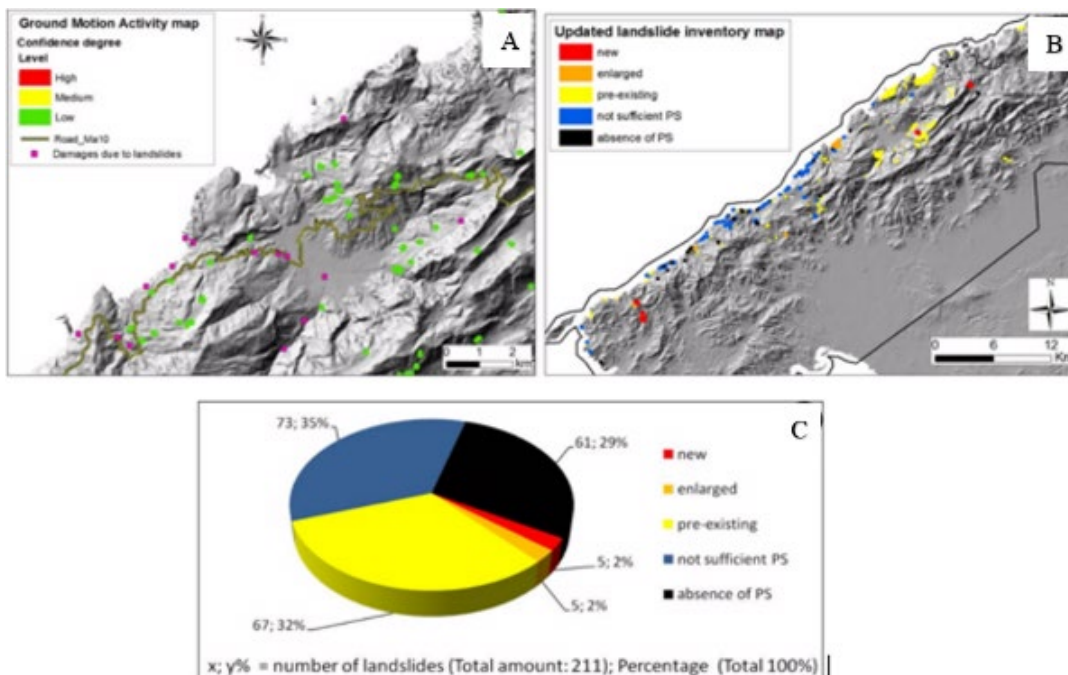 Ground Motion Activity map
A
Confidence degree
Level
High
Medium
Low
Road_Ma10
Damages due to landslides
0 1 2
km
Updated landslide inventory map
B
new
enlarged
pre-existing
not sufficient PS
absence of PS
N
0 6 12
Km
C
73; 35%
61; 29%
new
enlarged
pre-existing
not sufficient PS
absence of PS
5; 2%
5; 2%
67; 32%
x; y% = number of landslides (Total amount: 211); Percentage (Total 100%)